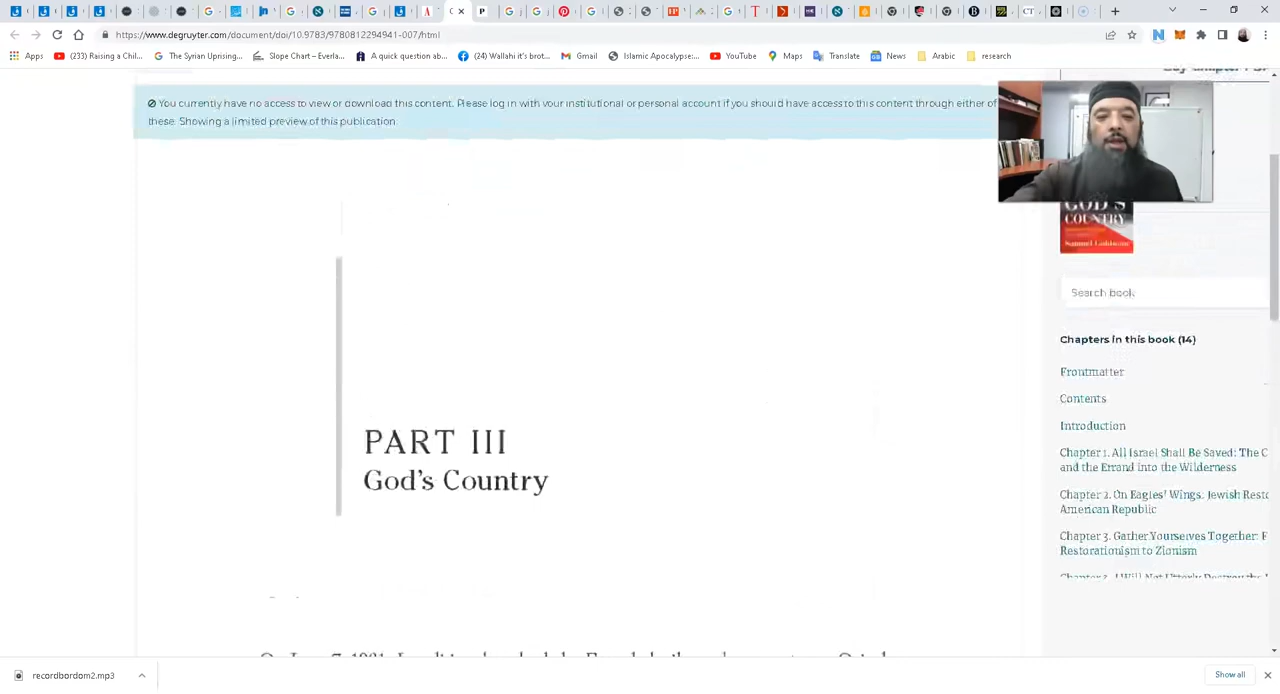 https://www.degruyter.com/document/doi/10.9783/9780812294941-007/html
Apps
(233) Raising a Chil...
The Syrian Uprising...
Slope Chart – Everla...
A quick question ab...
(24) Wallahi it's brot...
Gmail
Islamic Apocalypse:...
YouTube
Maps
Translate
News
Arabic
research
You currently have no access to view or download this content. Please log in with your institutional or personal account if you should have access to this content through either of
these. Showing a limited preview of this publication.
GOD'S
COUNTRY
Samuel Goldman
Search book
Chapters in this book (14)
Frontmatter
Contents
Introduction
Chapter 1. All Israel Shall Be Saved: The C
and the Errand into the Wilderness
Chapter 2. On Eagles' Wings: Jewish Resto
American Republic
Chapter 3. Gather Yourselves Together: F
Restorationism to Zionism
PART III
God's Country
recordbordom2.mp3
Show all